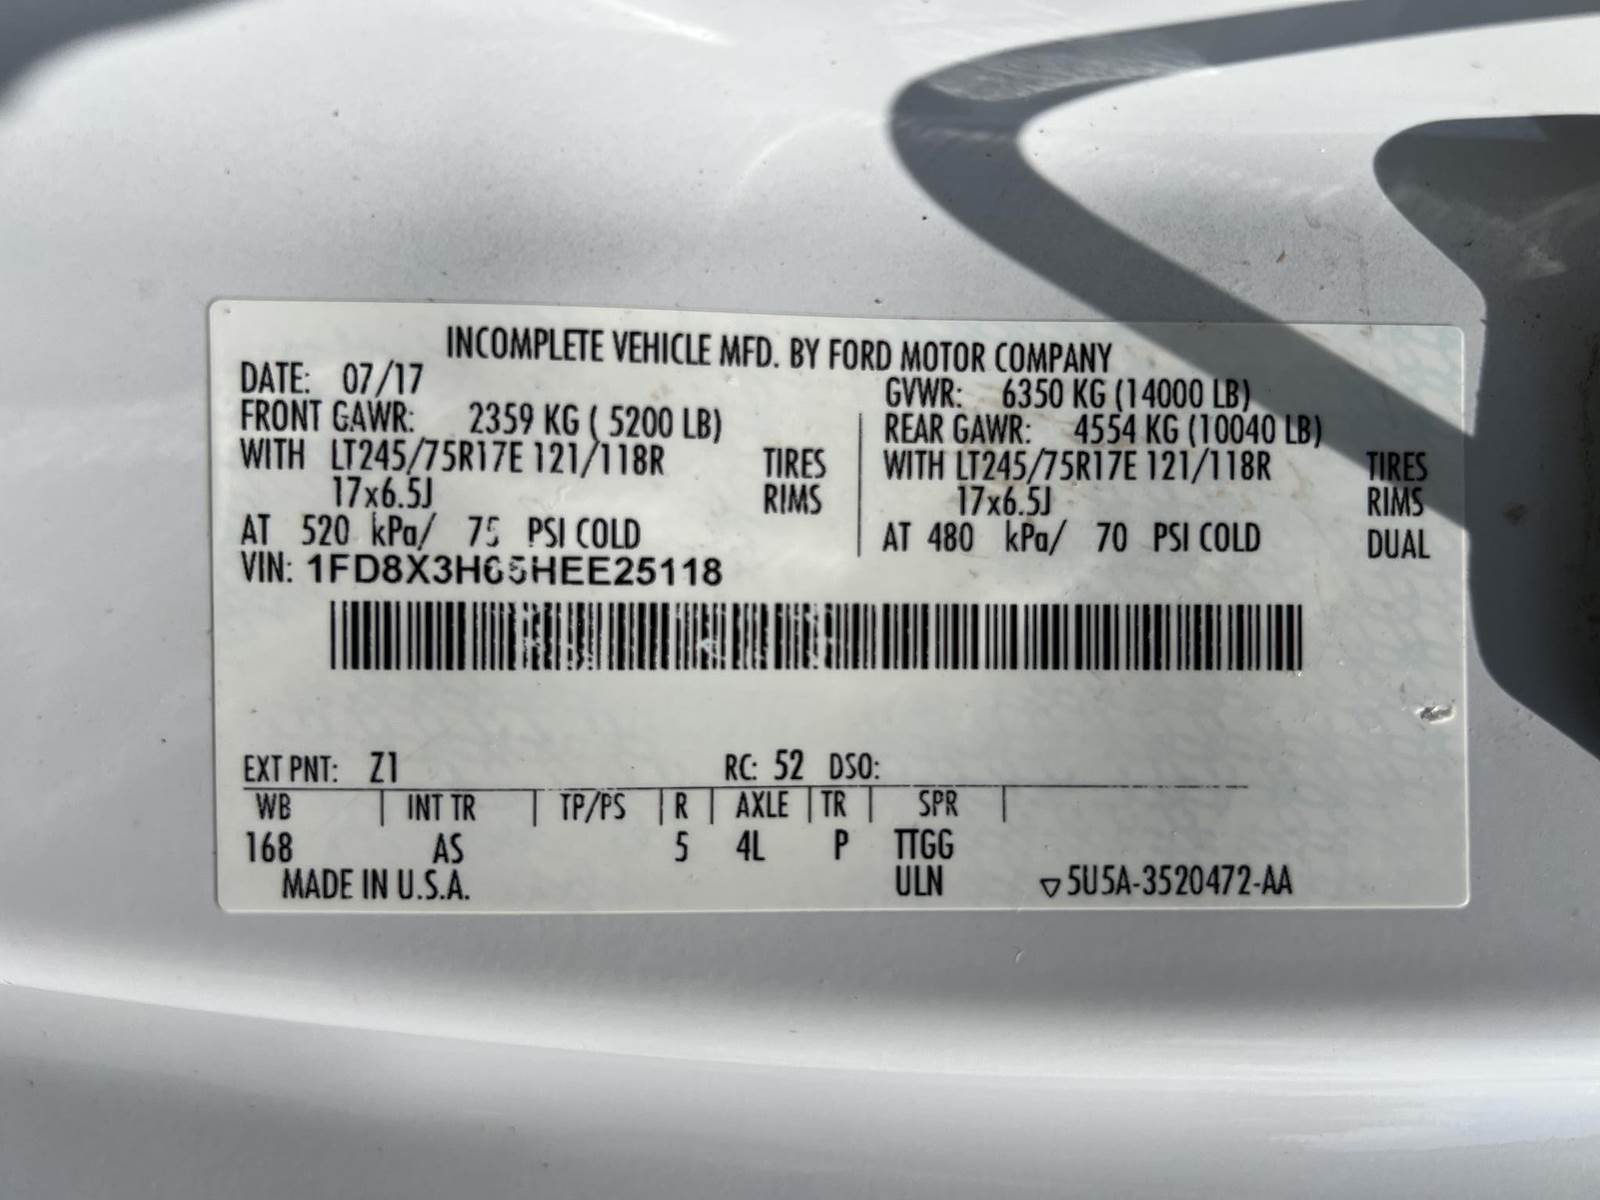 INCOMPLETE VEHICLE MFD. BY FORD MOTOR COMPANY
DATE: 07/17 GVWR: 6350 KG (14000 LB)
FRONT GAWR: 2359 KG ( 5200 LB) REAR GAWR: 4554 KG (10040 LB)
WITH LT245/75R17E 121/118R TIRES WITH LT245/75R17E 121/118R TIRES
17x6.5J RIMS 17x6.5J RIMS
AT 520 kPa/ 75 PSI COLD AT 480 kPa/ 70 PSI COLD DUAL
VIN: 1FD8X3H65HEE25118
EXT PNT: Z1 RC: 52 DSO:
WB INT TR TP/PS R AXLE TR SPR
168 AS 5 4L P TTGG
MADE IN U.S.A. ULN ▽5U5A-3520472-AA